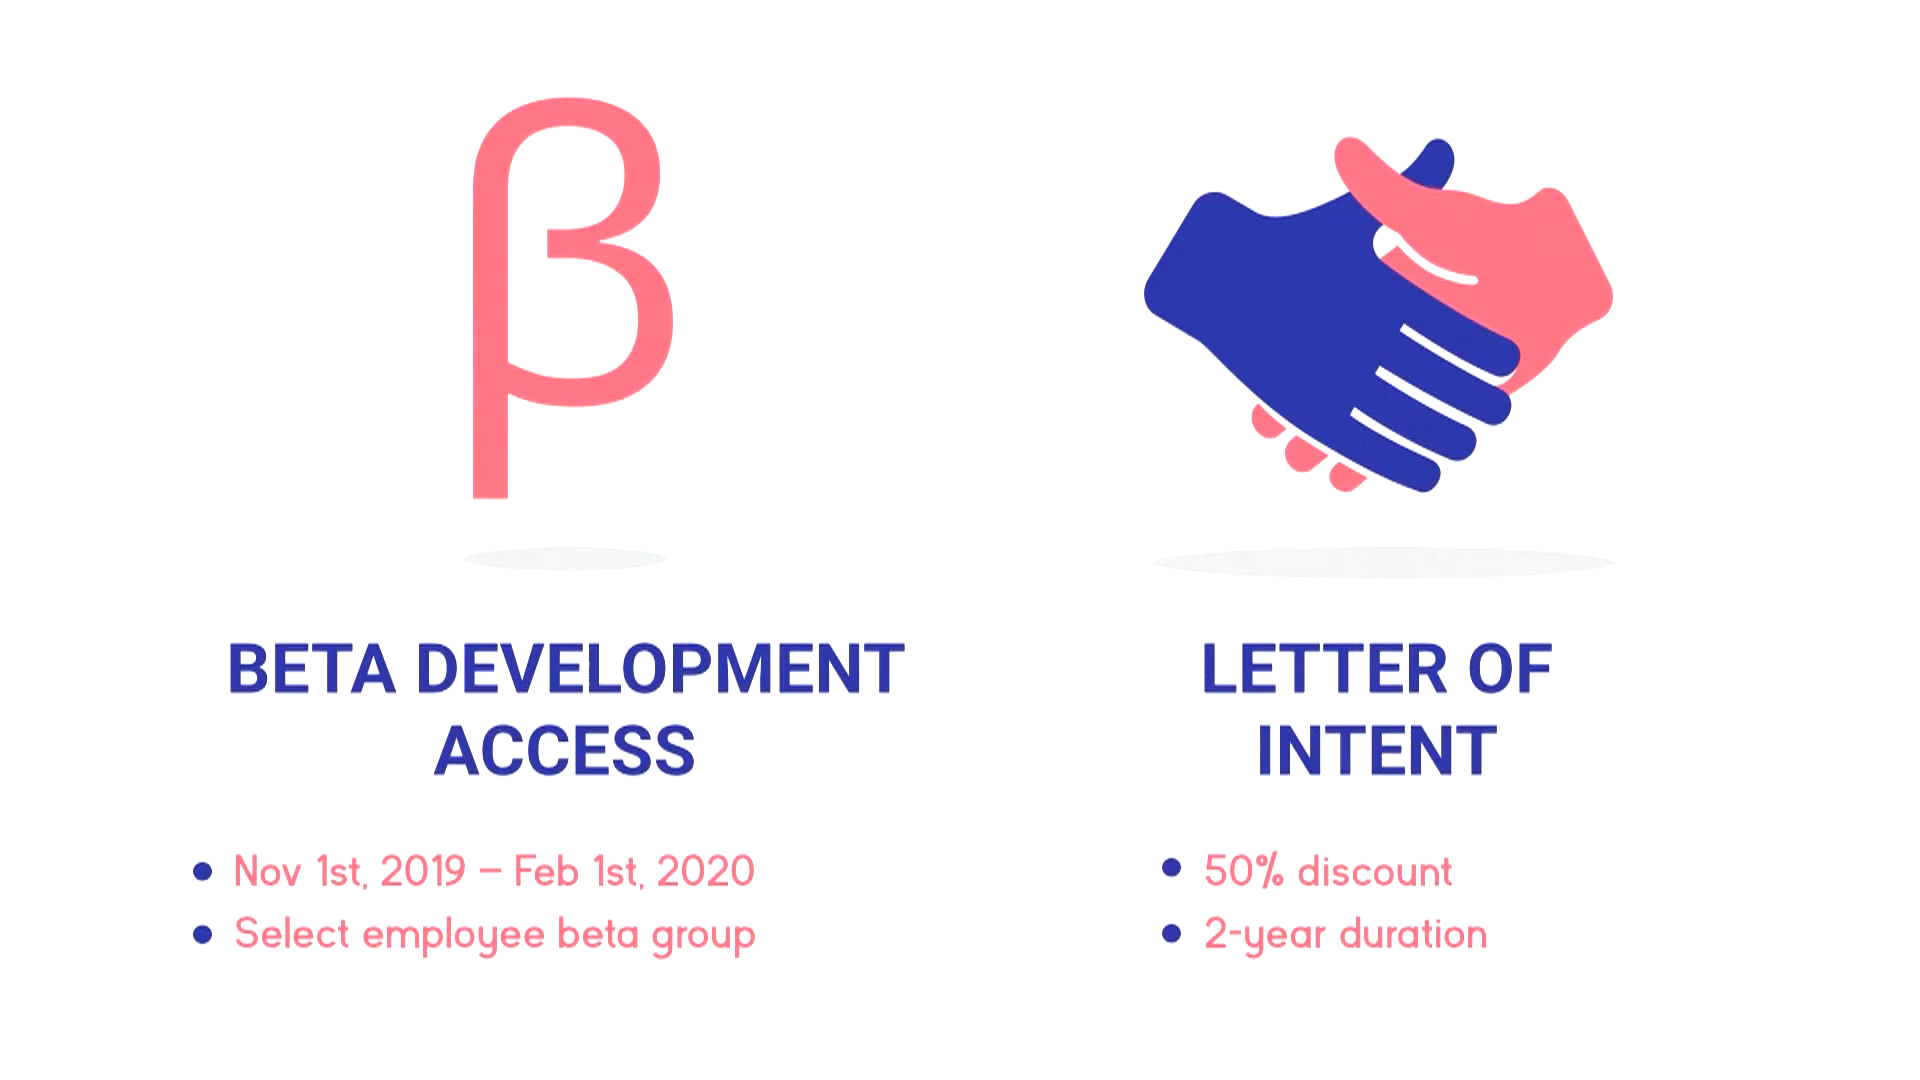 β
BETA DEVELOPMENT
ACCESS
• Nov 1st, 2019 – Feb 1st, 2020
• Select employee beta group
LETTER OF
INTENT
• 50% discount
• 2-year duration